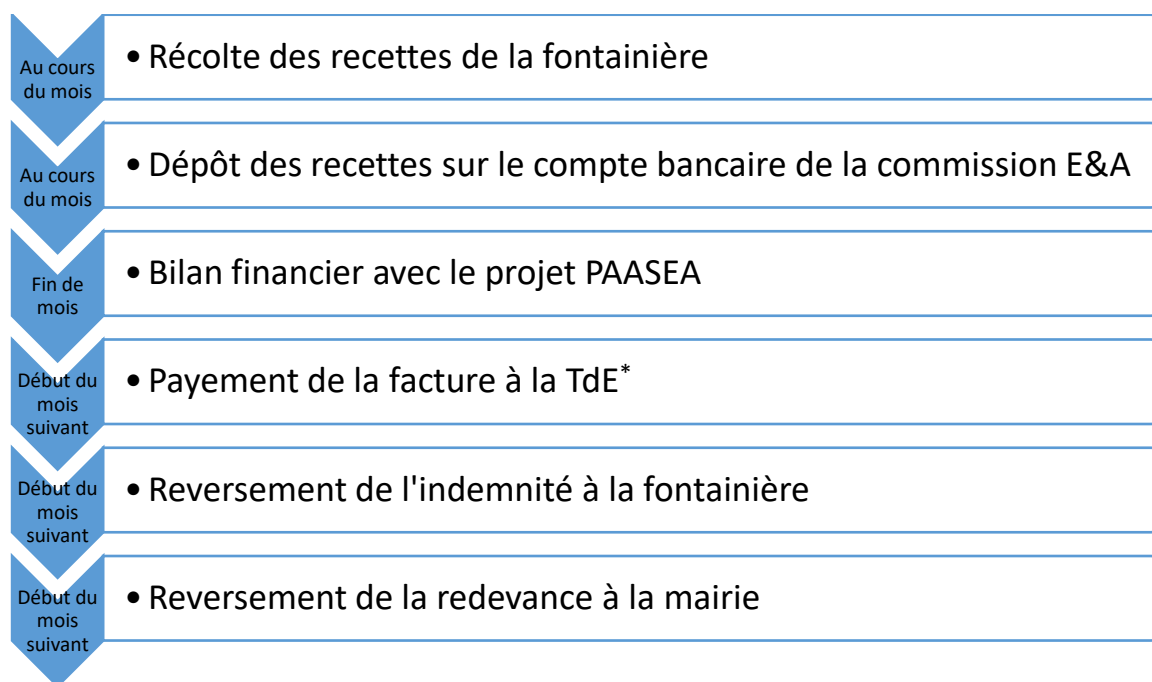 Au cours
du mois
• Récolte des recettes de la fontainière
Au cours
du mois
• Dépôt des recettes sur le compte bancaire de la commission E&A
Fin de
mois
• Bilan financier avec le projet PAASEA
Début du
mois
suivant
• Payement de la facture à la TdE*
Début du
mois
suivant
• Reversement de l'indemnité à la fontainière
Début du
mois
suivant
• Reversement de la redevance à la mairie